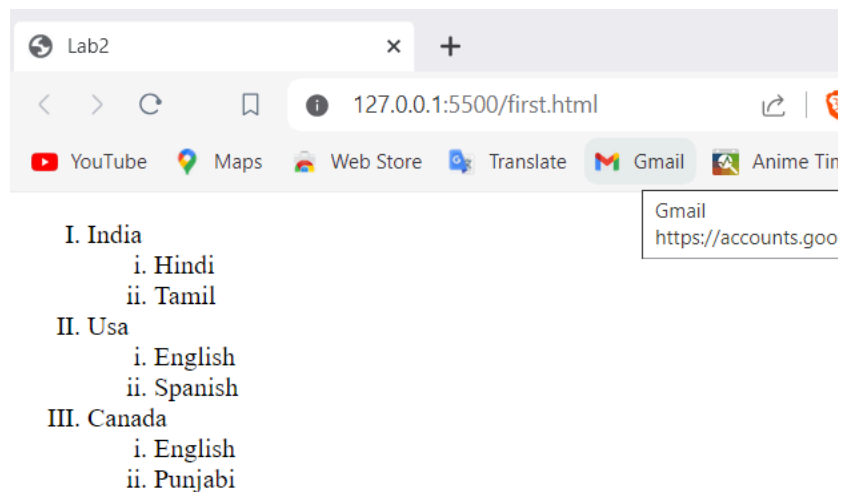 Lab2
127.0.0.1:5500/first.html
YouTube Maps Web Store Translate Gmail Anime Tin
Gmail
https://accounts.goo
I. India
i. Hindi
ii. Tamil
II. Usa
i. English
ii. Spanish
III. Canada
i. English
ii. Punjabi